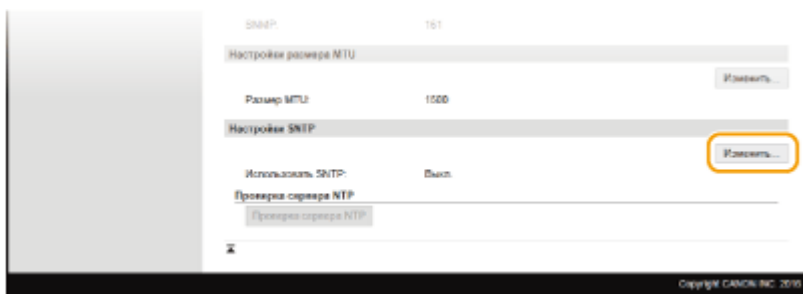 SNMP: 161
Настройки размера MTU
Изменить...
Размер MTU: 1500
Настройки SNTP
Изменить...
Использовать SNTP: Выкл.
Проверка сервера NTP
Проверка сервера NTP
Copyright CANON INC. 2016